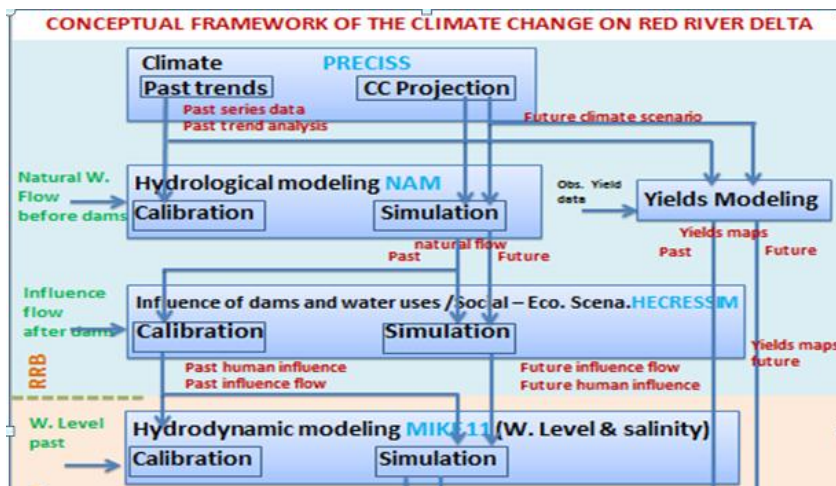 CONCEPTUAL FRAMEWORK OF THE CLIMATE CHANGE ON RED RIVER DELTA
Climate PRECISS
Past trends CC Projection
Past series data
Past trend analysis
Future climate scenario
Natural W.
Flow
before dams
Hydrological modeling NAM
Calibration Simulation
Obs. Yield
data
Yields Modeling
natural flow
Past Future
Yields maps
Past Future
Influence
flow
after dams
Influence of dams and water uses /Social – Eco. Scena.HECRESSIM
Calibration Simulation
Yields maps
future
RRB
Past human influence
Past influence flow
Future influence flow
Future human influence
W. Level
past
Hydrodynamic modeling MIKE11 (W. Level & salinity)
Calibration Simulation